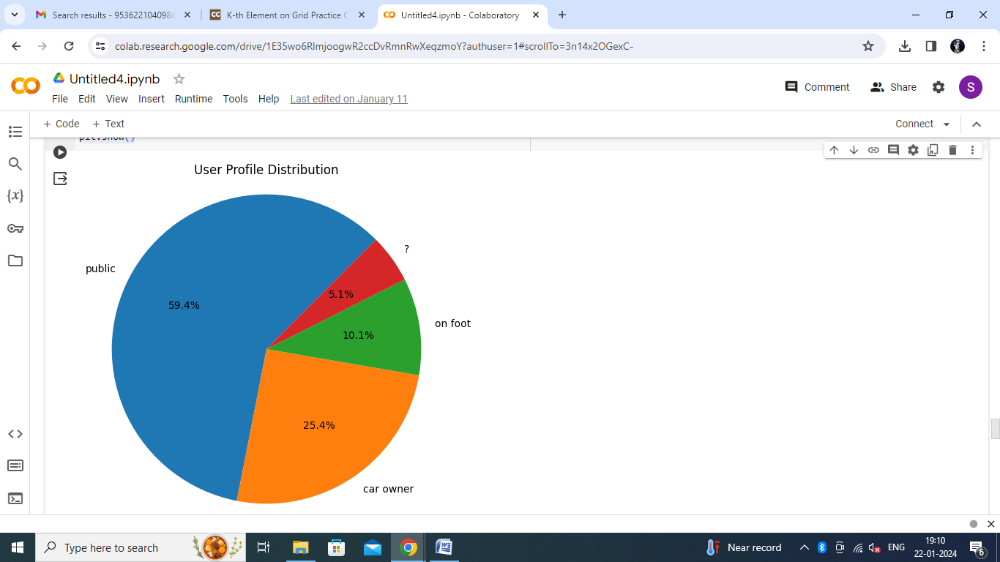 Search results - 953622104098
K-th Element on Grid Practice C
Untitled4.ipynb - Colaboratory
colab.research.google.com/drive/1E35wo6RlmjoogwR2ccDvRmnRwXeqzmoY?authuser=1#scrollTo=3n14x2OGexC-
Untitled4.ipynb
File Edit View Insert Runtime Tools Help Last edited on January 11
Comment Share S
+ Code + Text
Connect
plt.show()
{x}
User Profile Distribution
?
public
5.1%
59.4%
on foot
10.1%
25.4%
car owner
Type here to search
Near record
ENG
19:10
22-01-2024
6